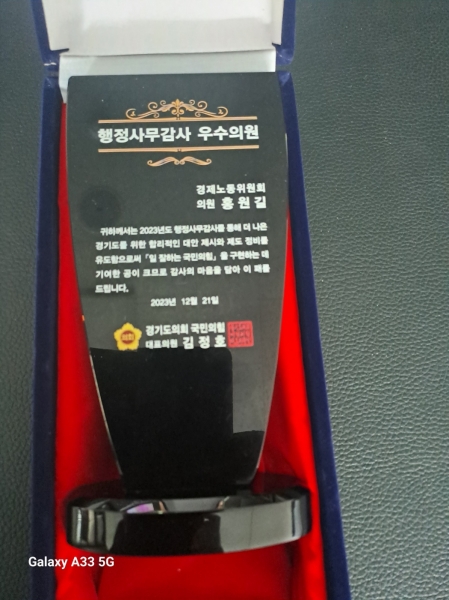 행정사무감사 우수의원
경제노동위원회
의원 홍원길
귀하께서는 2023년도 행정사무감사를 통해 더 나은
경기도를 위한 합리적인 대안 제시와 제도 정비를
유도함으로써 「일 잘하는 국민의힘」을 구현하는 데
기여한 공이 크므로 감사의 마음을 담아 이 패를
드립니다.
2023년 12월 21일
의회
경기도의회 국민의힘
대표의원 김정호
Galaxy A33 5G